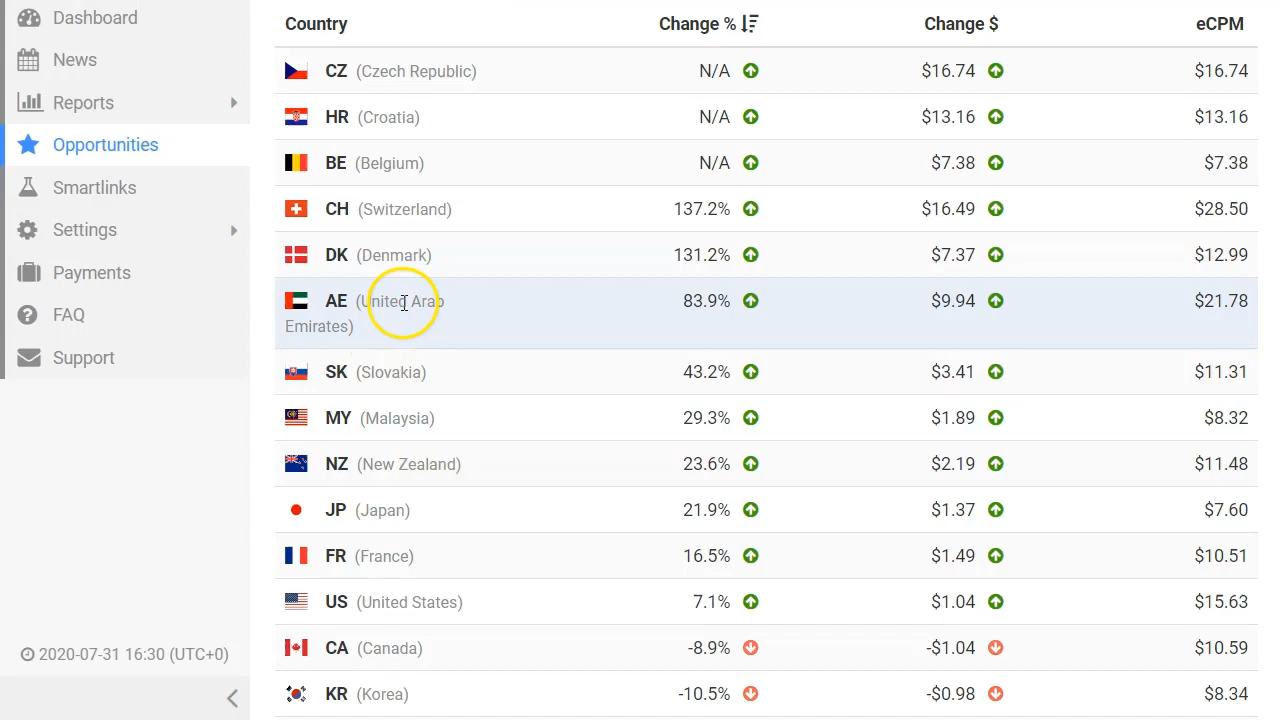 Dashboard
News
Reports
Opportunities
Smartlinks
Settings
Payments
FAQ
Support
2020-07-31 16:30 (UTC+0)
Country Change % Change $ eCPM
CZ (Czech Republic) N/A $16.74 $16.74
HR (Croatia) N/A $13.16 $13.16
BE (Belgium) N/A $7.38 $7.38
CH (Switzerland) 137.2% $16.49 $28.50
DK (Denmark) 131.2% $7.37 $12.99
AE (United Arab 83.9% $9.94 $21.78
Emirates)
SK (Slovakia) 43.2% $3.41 $11.31
MY (Malaysia) 29.3% $1.89 $8.32
NZ (New Zealand) 23.6% $2.19 $11.48
JP (Japan) 21.9% $1.37 $7.60
FR (France) 16.5% $1.49 $10.51
US (United States) 7.1% $1.04 $15.63
CA (Canada) -8.9% -$1.04 $10.59
KR (Korea) -10.5% -$0.98 $8.34